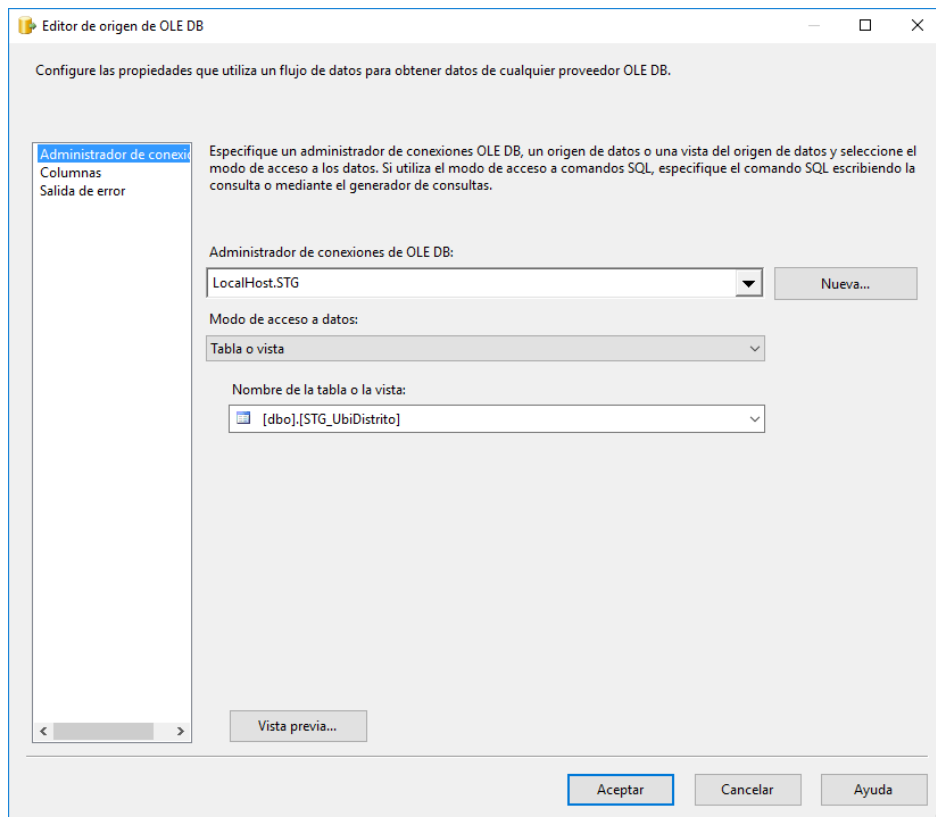 Editor de origen de OLE DB
Configure las propiedades que utiliza un flujo de datos para obtener datos de cualquier proveedor OLE DB.
Administrador de conexi
Columnas
Salida de error
Especifique un administrador de conexiones OLE DB, un origen de datos o una vista del origen de datos y seleccione el
modo de acceso a los datos. Si utiliza el modo de acceso a comandos SQL, especifique el comando SQL escribiendo la
consulta o mediante el generador de consultas.
Administrador de conexiones de OLE DB:
LocalHost.STG
Nueva...
Modo de acceso a datos:
Tabla o vista
Nombre de la tabla o la vista:
[dbo].[STG_UbiDistrito]
Vista previa...
Aceptar
Cancelar
Ayuda